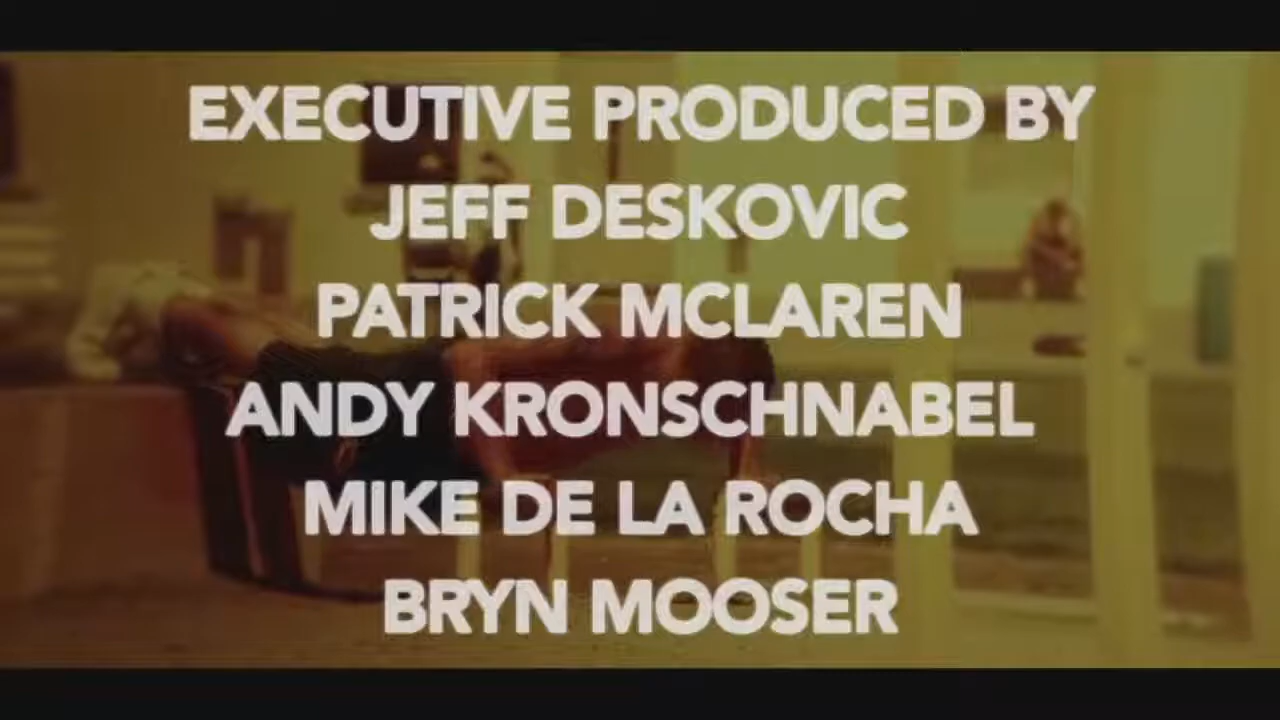 EXECUTIVE PRODUCED BY
JEFF DESKOVIC
PATRICK MCLAREN
ANDY KRONSCHNABEL
MIKE DE LA ROCHA
BRYN MOOSER